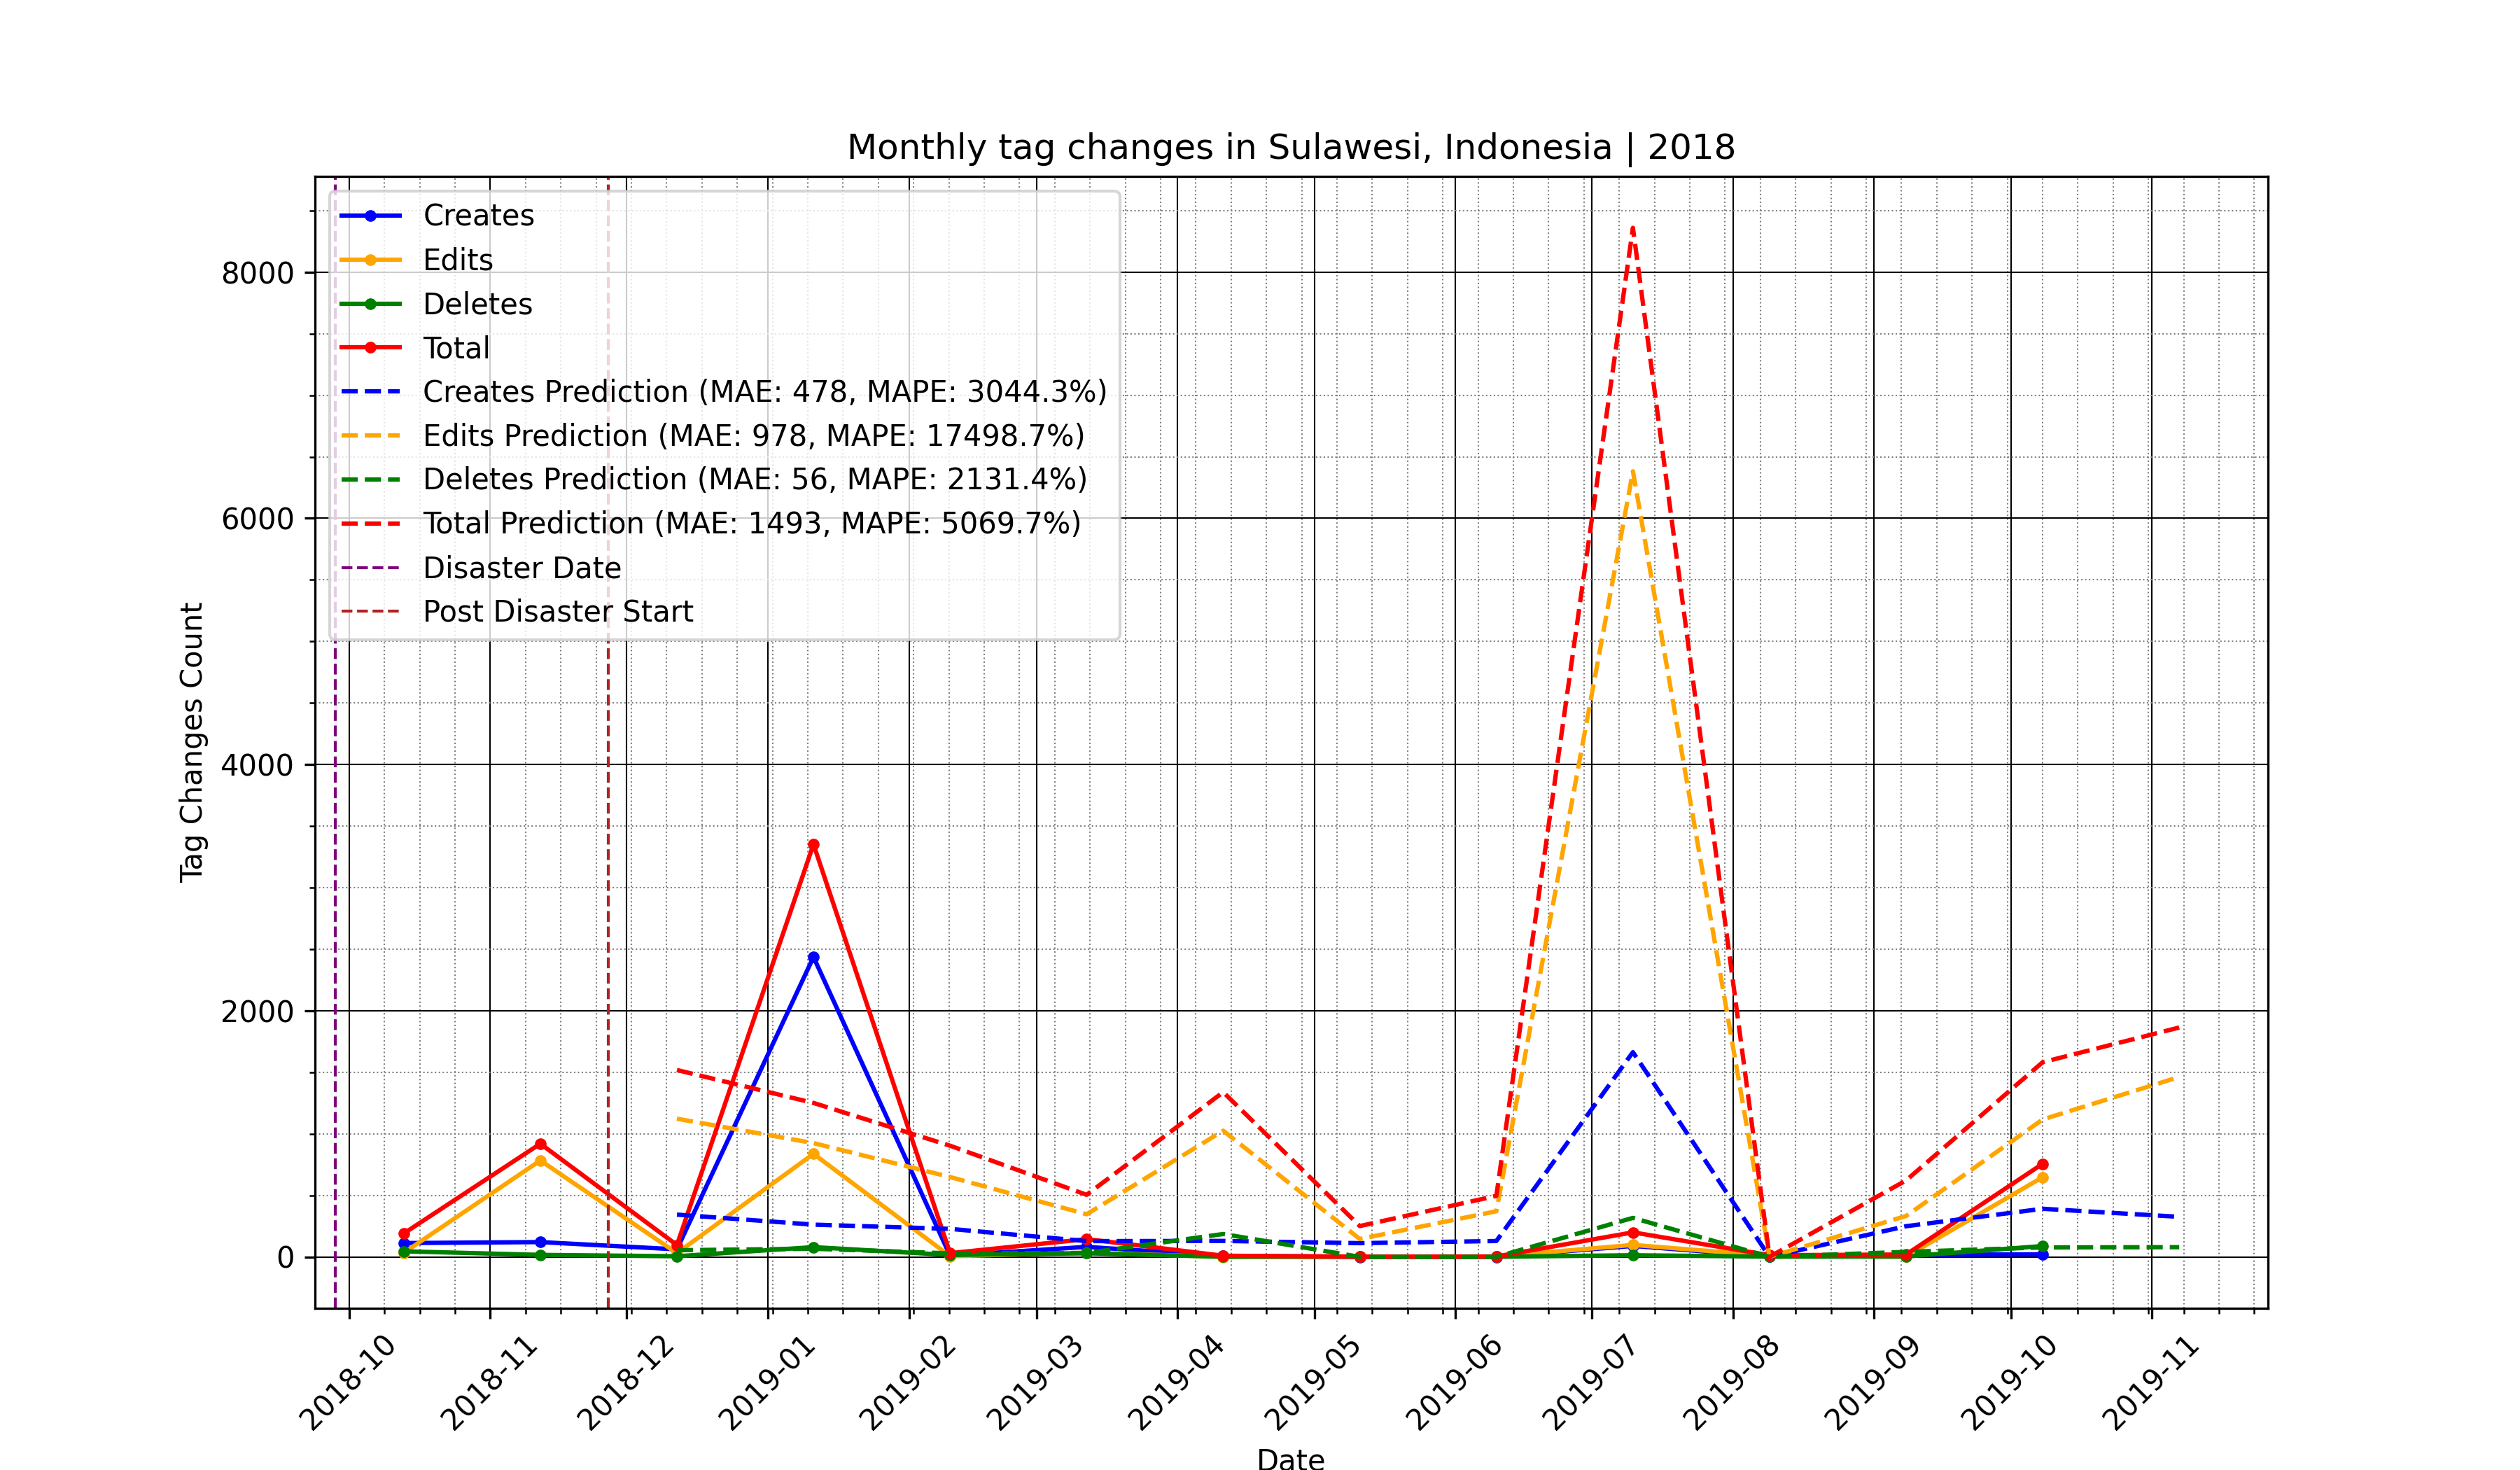 Monthly tag changes in Sulawesi, Indonesia | 2018
Creates
Edits
Deletes
Total
Creates Prediction (MAE: 478, MAPE: 3044.3%)
Edits Prediction (MAE: 978, MAPE: 17498.7%)
Deletes Prediction (MAE: 56, MAPE: 2131.4%)
Total Prediction (MAE: 1493, MAPE: 5069.7%)
Disaster Date
Post Disaster Start
Tag Changes Count
8000
6000
4000
2000
0
2018-10
2018-11
2018-12
2019-01
2019-02
2019-03
2019-04
2019-05
2019-06
2019-07
2019-08
2019-09
2019-10
2019-11
Date